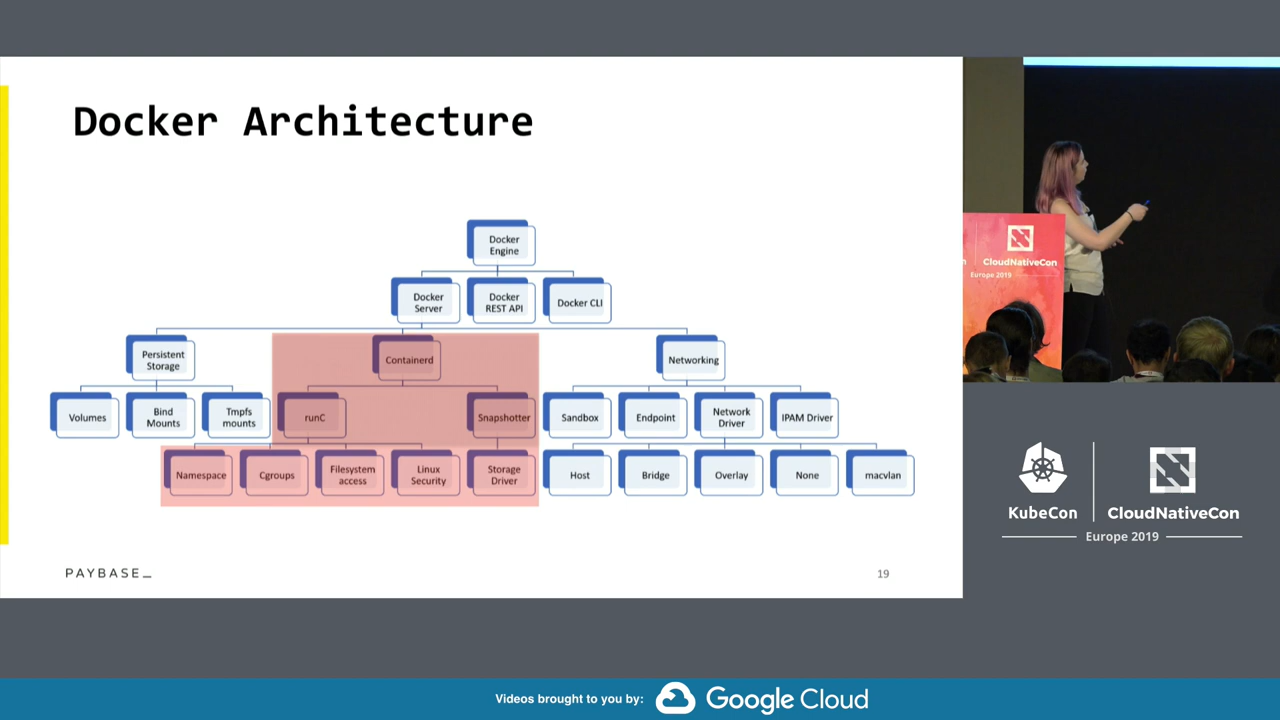 Docker Architecture
Docker
Engine
Docker
Server
Docker
REST API
Docker CLI
Persistent
Storage
Containerd
Networking
Volumes
Bind
Mounts
Tmpfs
mounts
runC
Snapshotter
Sandbox
Endpoint
Network
Driver
IPAM Driver
Namespace
Cgroups
Filesystem
access
Linux
Security
Storage
Driver
Host
Bridge
Overlay
None
macvlan
PAYBASE_
19
n
CloudNativeCon
Europe 2019
KubeCon
CloudNativeCon
Europe 2019
Videos brought to you by:
Google Cloud